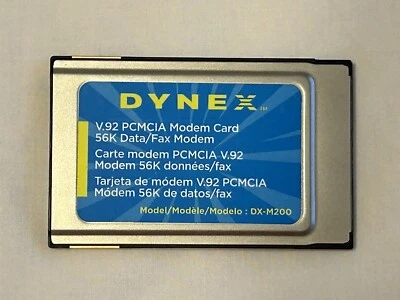 DYNEX™
V.92 PCMCIA Modem Card
56K Data/Fax Modem
Carte modem PCMCIA V.92
Modem 56K données/fax
Tarjeta de módem V.92 PCMCIA
Módem 56K de datos/fax
Model/Modèle/Modelo : DX-M200